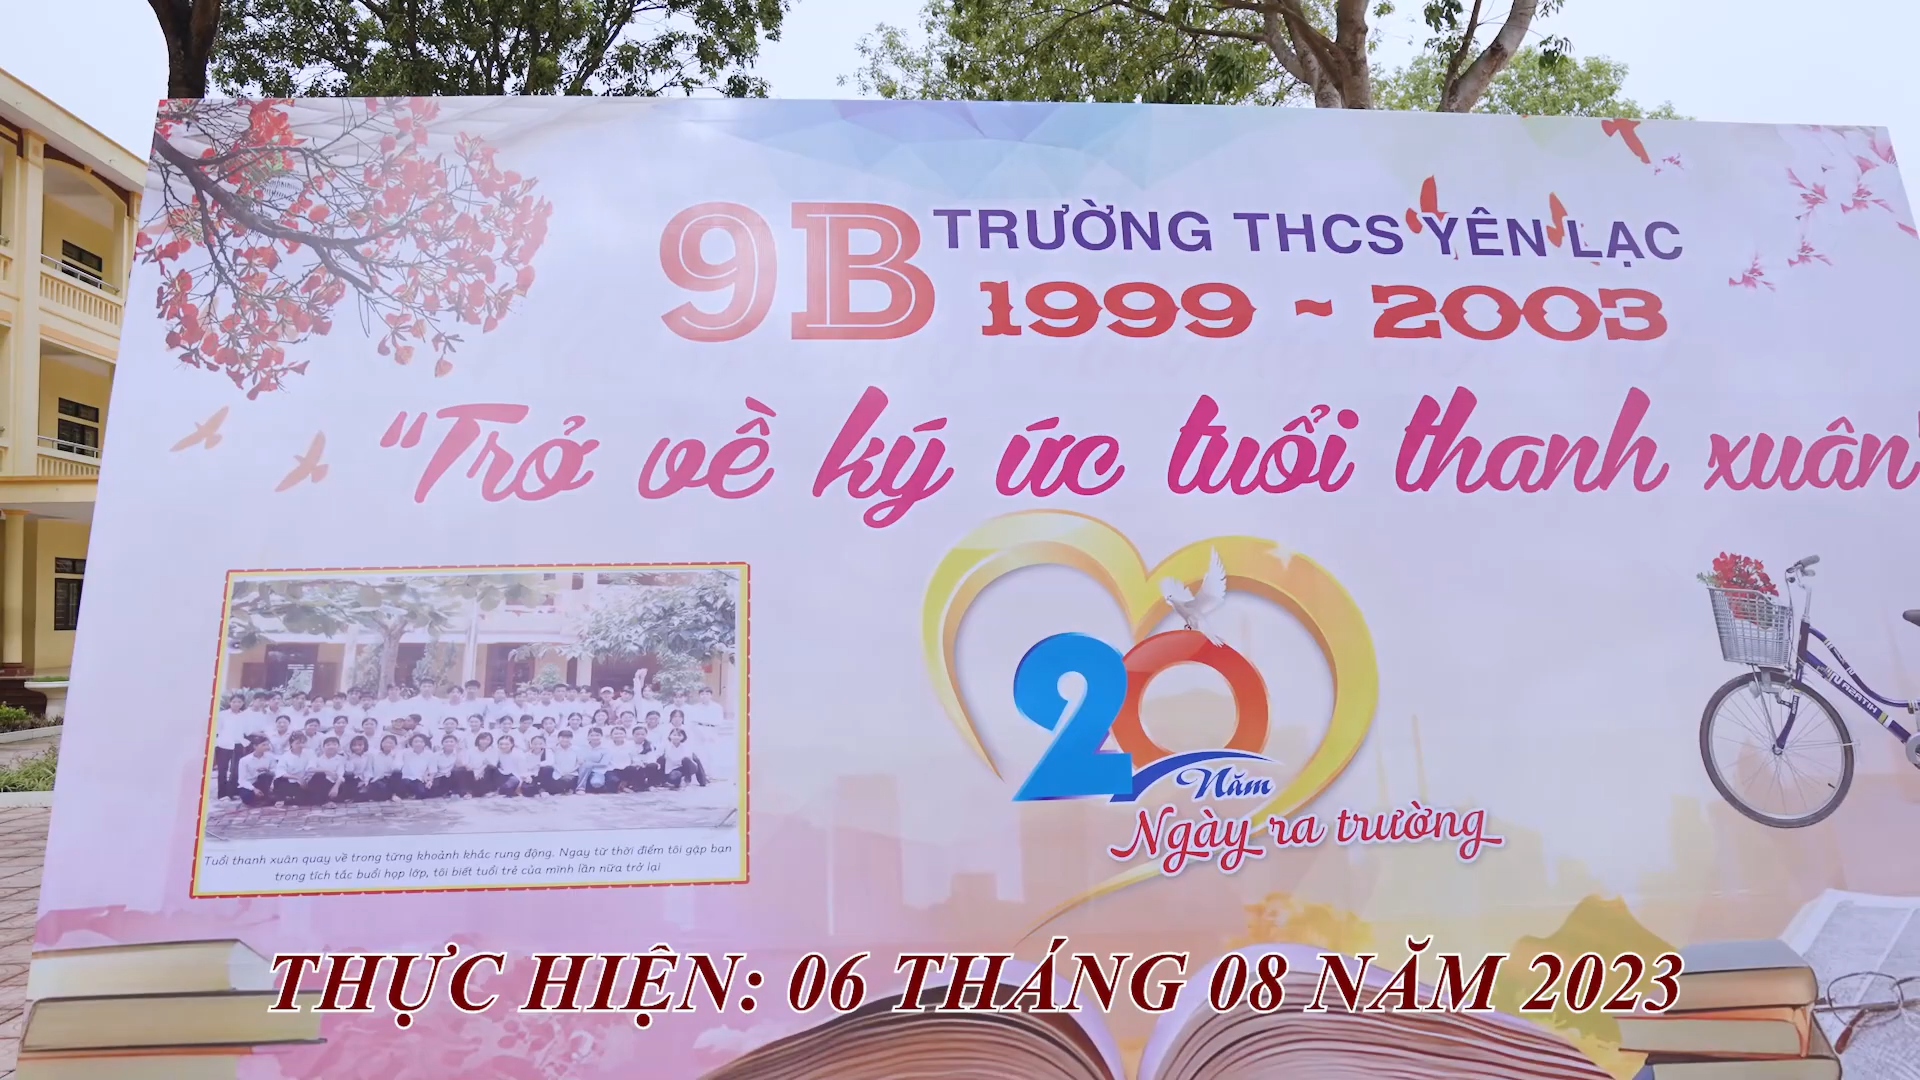 9B TRƯỜNG THCS YÊN LẠC
1999 ~ 2003
"Trở về ký ức tuổi thanh xuân"
20 Năm
Ngày ra trường
Tuổi thanh xuân quay về trong từng khoảnh khắc rung động. Ngay từ thời điểm tôi gặp bạn
trong tích tắc buổi họp lớp, tôi biết tuổi trẻ của mình lần nữa trở lại
THỰC HIỆN: 06 THÁNG 08 NĂM 2023